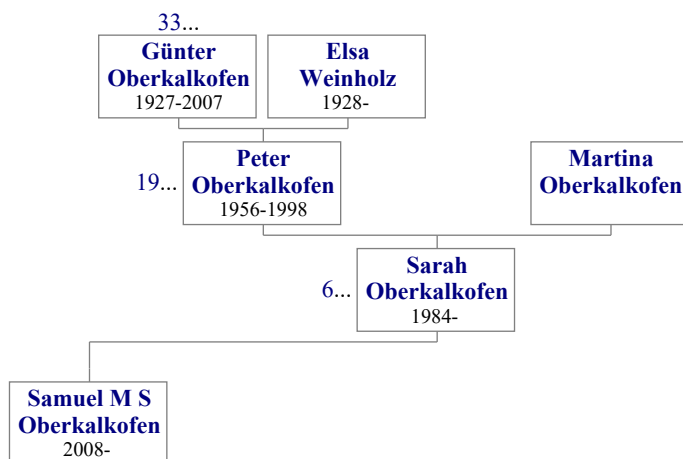 33...
Günter
Oberkalkofen
1927-2007
Elsa
Weinholz
1928-
19...
Peter
Oberkalkofen
1956-1998
Martina
Oberkalkofen
6...
Sarah
Oberkalkofen
1984-
Samuel M S
Oberkalkofen
2008-